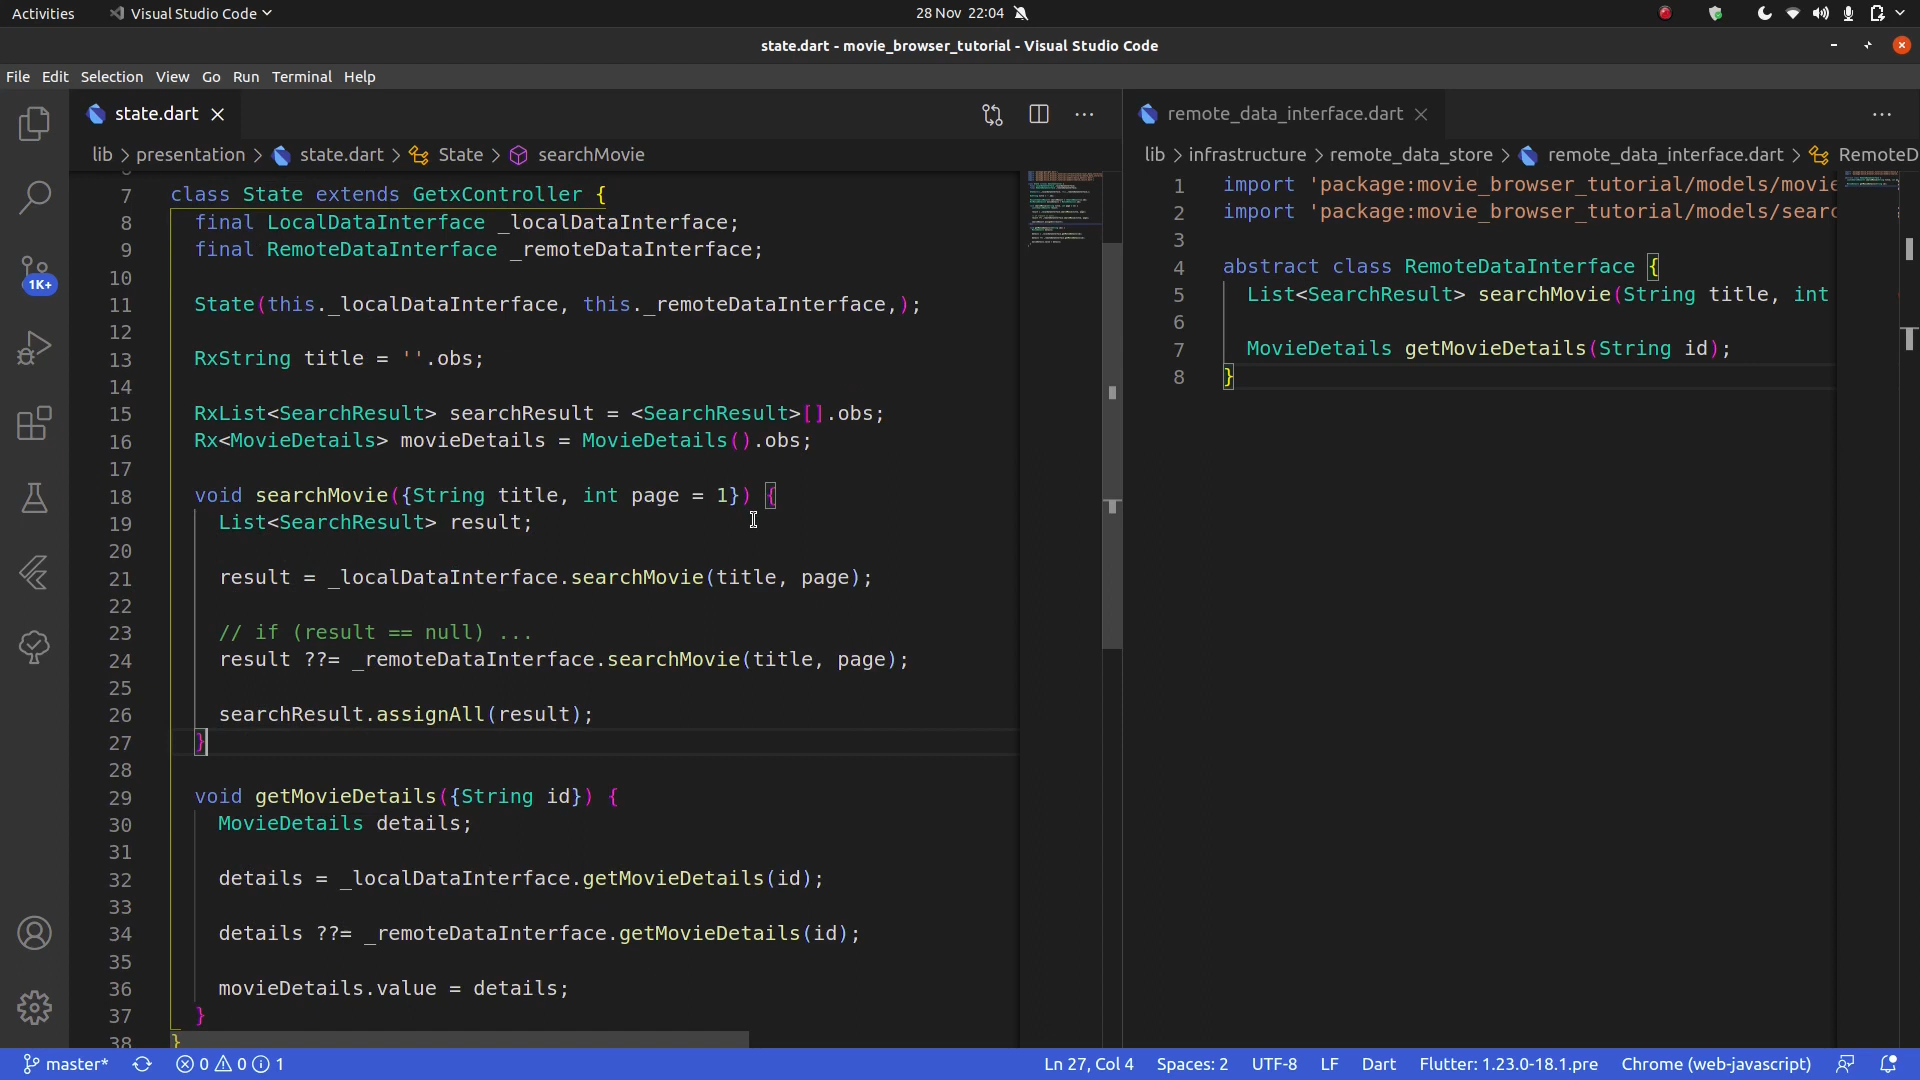 Activities
Visual Studio Code
28 Nov 22:04
state.dart - movie_browser_tutorial - Visual Studio Code
File Edit Selection View Go Run Terminal Help
1K+
state.dart
lib > presentation > state.dart > State > searchMovie
7 class State extends GetxController {
8 final LocalDataInterface _localDataInterface;
9 final RemoteDataInterface _remoteDataInterface;
10
11 State(this._localDataInterface, this._remoteDataInterface,);
12
13 RxString title = ''.obs;
14
15 RxList<SearchResult> searchResult = <SearchResult>[].obs;
16 Rx<MovieDetails> movieDetails = MovieDetails().obs;
17
18 void searchMovie({String title, int page = 1}) {
19 List<SearchResult> result;
20
21 result = _localDataInterface.searchMovie(title, page);
22
23 // if (result == null) ...
24 result ??= _remoteDataInterface.searchMovie(title, page);
25
26 searchResult.assignAll(result);
27 }
28
29 void getMovieDetails({String id}) {
30 MovieDetails details;
31
32 details = _localDataInterface.getMovieDetails(id);
33
34 details ??= _remoteDataInterface.getMovieDetails(id);
35
36 movieDetails.value = details;
37 }
38 }
remote_data_interface.dart
lib > infrastructure > remote_data_store > remote_data_interface.dart > RemoteD
1 import 'package:movie_browser_tutorial/models/movie
2 import 'package:movie_browser_tutorial/models/searc
3
4 abstract class RemoteDataInterface {
5 List<SearchResult> searchMovie(String title, int
6
7 MovieDetails getMovieDetails(String id);
8 }
master* 0 0 1
Ln 27, Col 4 Spaces: 2 UTF-8 LF Dart Flutter: 1.23.0-18.1.pre Chrome (web-javascript)